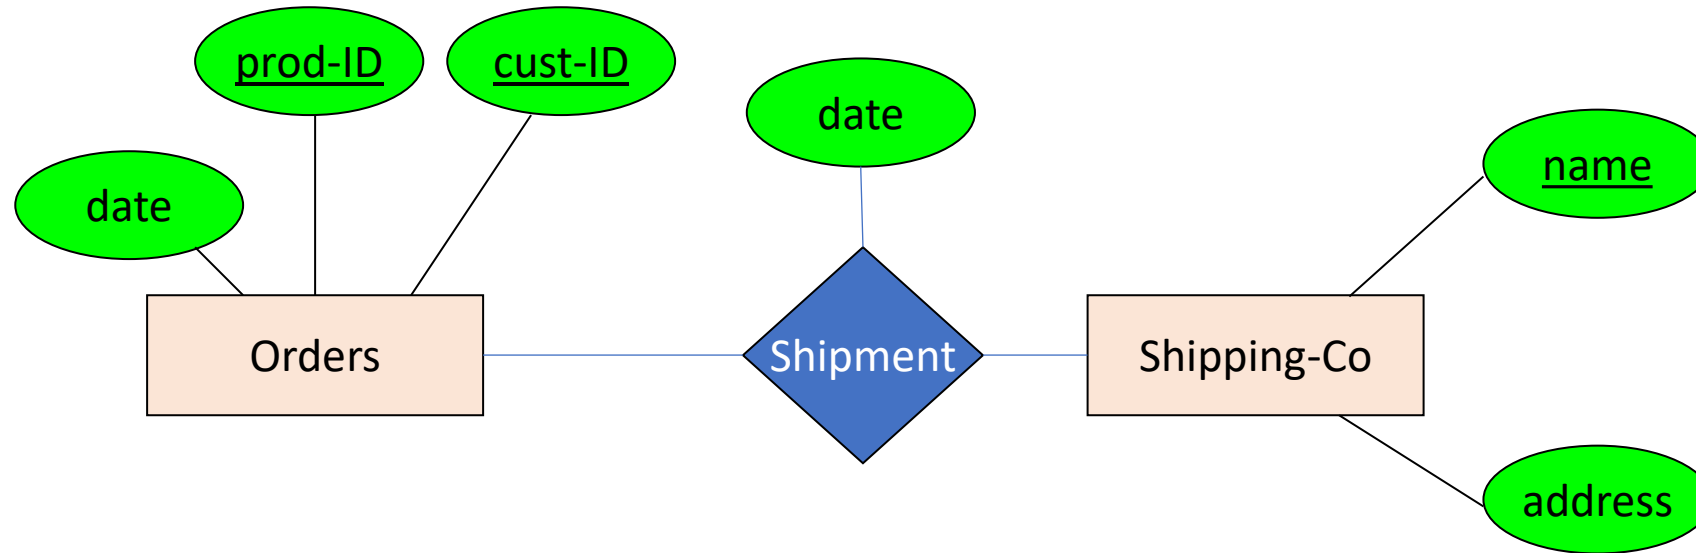 prod-ID
cust-ID
date
date
name
Orders
Shipment
Shipping-Co
address